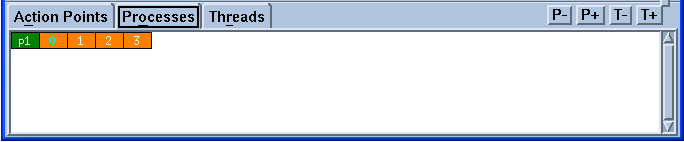 Action Points Processes Threads P- P+ T- T+
p1 0 1 2 3